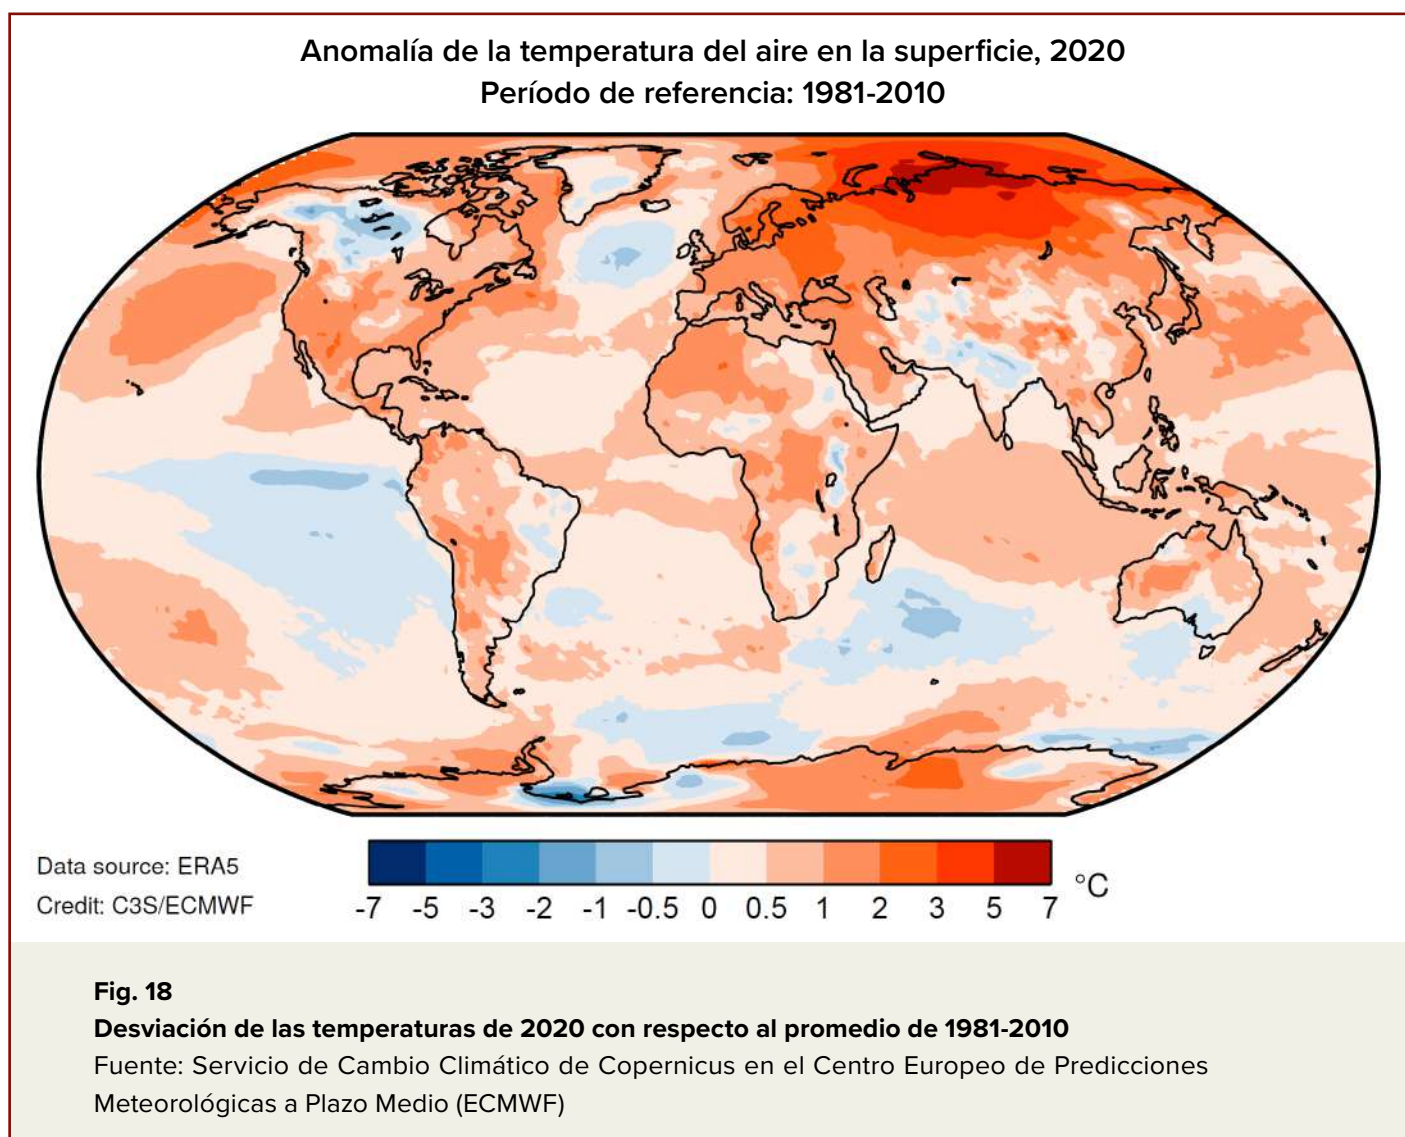 Anomalía de la temperatura del aire en la superficie, 2020
Período de referencia: 1981-2010
Data source: ERA5
Credit: C3S/ECMWF
°C
-7 -5 -3 -2 -1 -0.5 0 0.5 1 2 3 5 7
Fig. 18
Desviación de las temperaturas de 2020 con respecto al promedio de 1981-2010
Fuente: Servicio de Cambio Climático de Copernicus en el Centro Europeo de Predicciones
Meteorológicas a Plazo Medio (ECMWF)